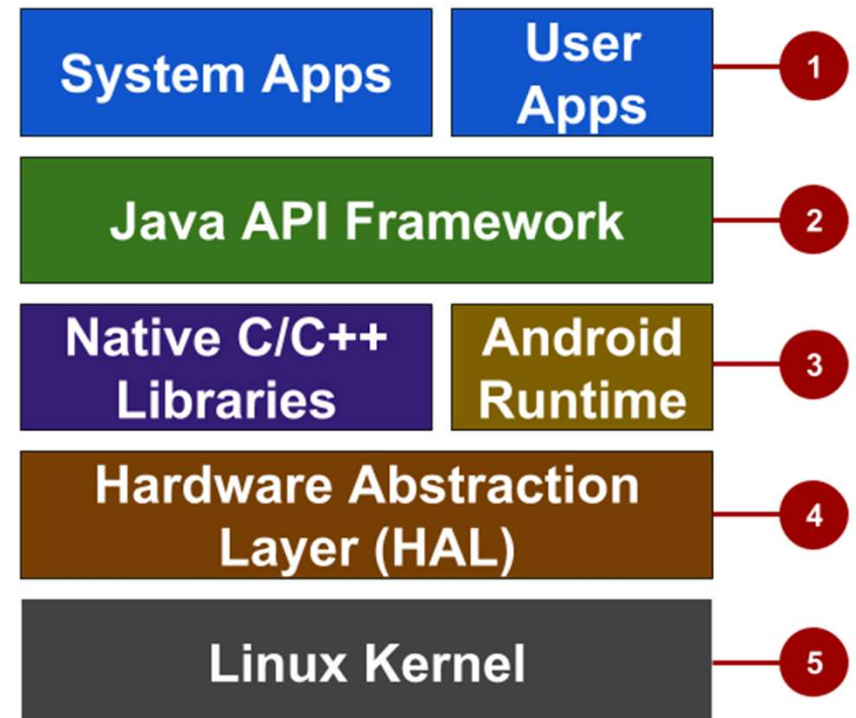 System Apps
User
Apps
1
Java API Framework
2
Native C/C++
Libraries
Android
Runtime
3
Hardware Abstraction
Layer (HAL)
4
Linux Kernel
5